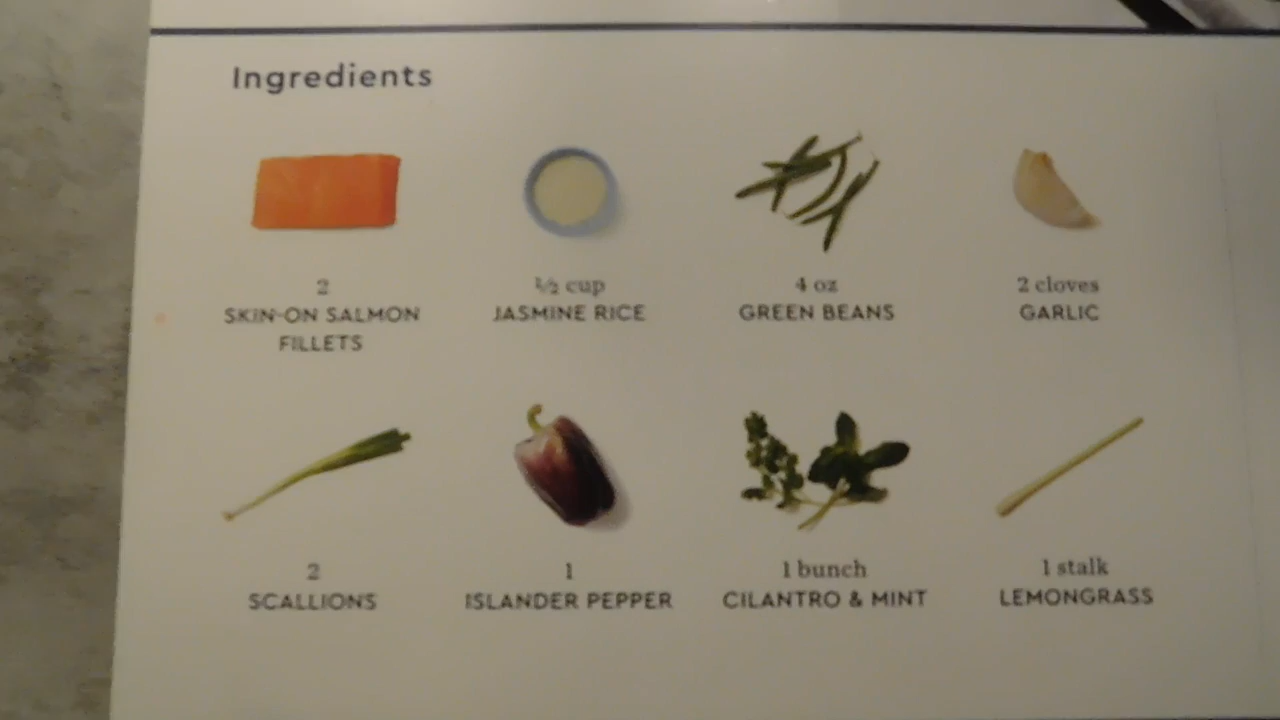 Ingredients
2
SKIN-ON SALMON
FILLETS
½ cup
JASMINE RICE
4 oz
GREEN BEANS
2 cloves
GARLIC
2
SCALLIONS
1
ISLANDER PEPPER
1 bunch
CILANTRO & MINT
1 stalk
LEMONGRASS